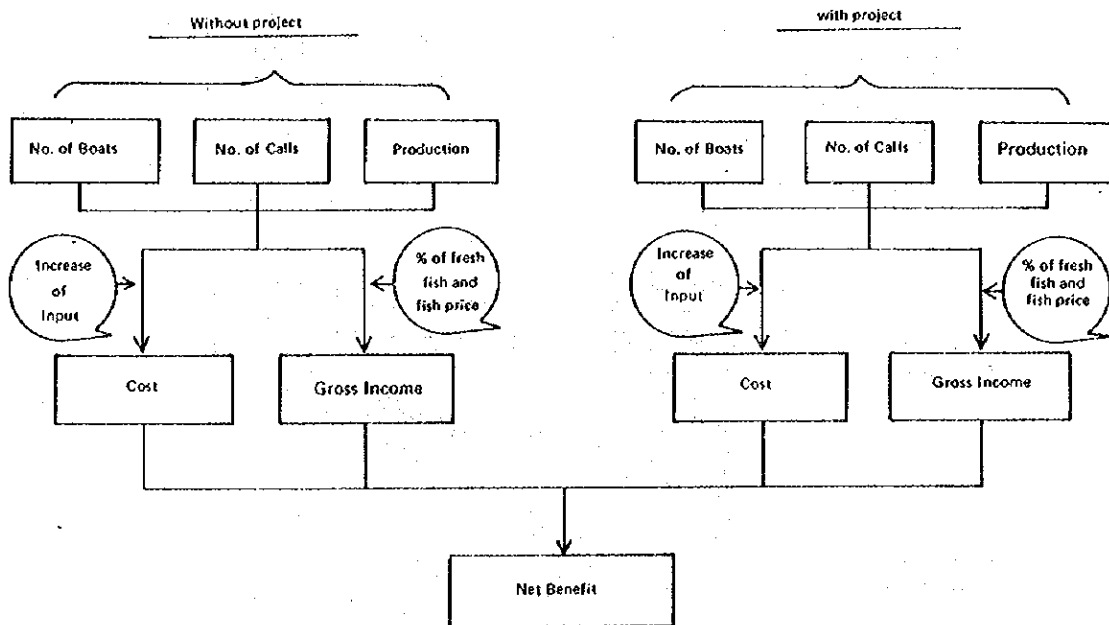 Without project
with project
No. of Boats
No. of Calls
Production
No. of Boats
No. of Calls
Production
Increase
of
Input
% of fresh
fish and
fish price
Increase
of
Input
% of fresh
fish and
fish price
Cost
Gross Income
Cost
Gross Income
Net Benefit